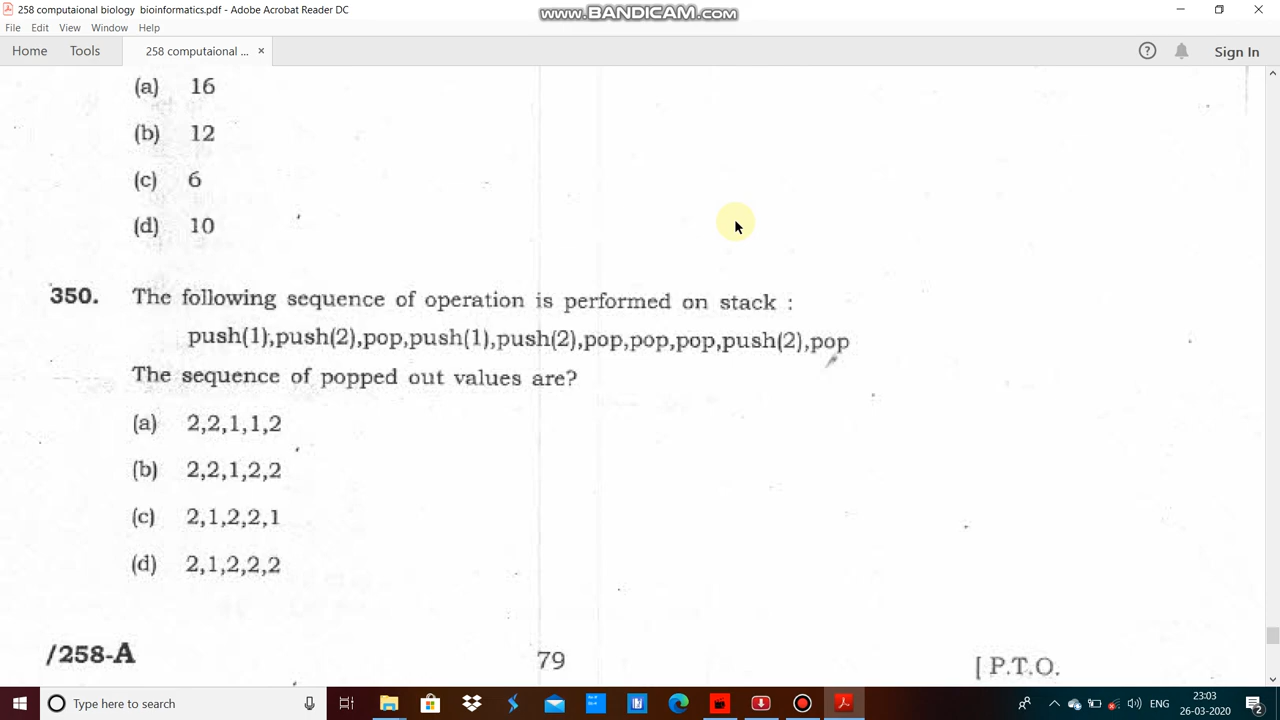 258 computaional biology bioinformatics.pdf - Adobe Acrobat Reader DC
www.BANDICAM.com
File Edit View Window Help
Home Tools 258 computaional ... × Sign In
(a) 16
(b) 12
(c) 6
(d) 10
350. The following sequence of operation is performed on stack :
push(1),push(2),pop,push(1),push(2),pop,pop,pop,push(2),pop
The sequence of popped out values are?
(a) 2,2,1,1,2
(b) 2,2,1,2,2
(c) 2,1,2,2,1
(d) 2,1,2,2,2
/258-A 79 [ P.T.O.
Type here to search ENG 23:03
26-03-2020 2